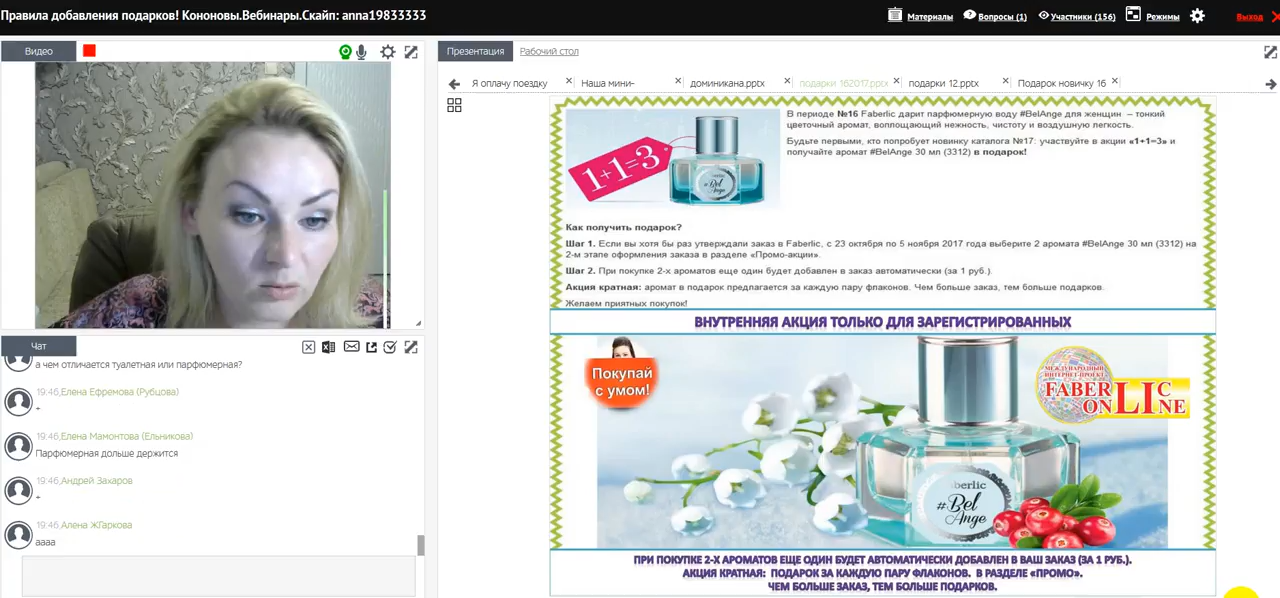 Правила добавления подарков! Кононовы.Вебинары.Скайп: anna19833333
Материалы
Вопросы (1)
Участники (156)
Режимы
Выход
Видео
Презентация
Рабочий стол
Я оплачу поездку
Наша мини-
доминикана.pptx
подарки 162017.pptx
подарки 12.pptx
Подарок новичку 16
В периоде №16 Faberlic дарит парфюмерную воду #BelAnge для женщин – тонкий
цветочный аромат, воплощающий нежность, чистоту и воздушную легкость.
Будьте первыми, кто попробует новинку каталога №17: участвуйте в акции «1+1=3» и
получайте аромат #BelAnge 30 мл (3312) в подарок!
1+1=3
Bel
Ange
Как получить подарок?
Шаг 1. Если вы хотя бы раз утверждали заказ в Faberlic, с 23 октября по 5 ноября 2017 года выберите 2 аромата #BelAnge 30 мл (3312) на
2-м этапе оформления заказа в разделе «Промо-акции».
Шаг 2. При покупке 2-х ароматов еще один будет добавлен в заказ автоматически (за 1 руб.).
Акция кратная: аромат в подарок предлагается за каждую пару флаконов. Чем больше заказ, тем больше подарков.
Желаем приятных покупок!
ВНУТРЕННЯЯ АКЦИЯ ТОЛЬКО ДЛЯ ЗАРЕГИСТРИРОВАННЫХ
Покупай
с умом!
МЕЖДУНАРОДНЫЙ
ИНТЕРНЕТ-ПРОЕКТ
FABERLIC
ONLINE
aberlic
#Bel
Ange
ПРИ ПОКУПКЕ 2-Х АРОМАТОВ ЕЩЕ ОДИН БУДЕТ АВТОМАТИЧЕСКИ ДОБАВЛЕН В ВАШ ЗАКАЗ (ЗА 1 РУБ.).
АКЦИЯ КРАТНАЯ: ПОДАРОК ЗА КАЖДУЮ ПАРУ ФЛАКОНОВ. В РАЗДЕЛЕ «ПРОМО».
ЧЕМ БОЛЬШЕ ЗАКАЗ, ТЕМ БОЛЬШЕ ПОДАРКОВ.
Чат
а чем отличается туалетная или парфюмерная?
19:46,Елена Ефремова (Рубцова)
+
19:46,Елена Мамонтова (Ельникова)
Парфюмерная дольше держится
19:46,Андрей Захаров
+
19:46,Алена ЖГаркова
аааа